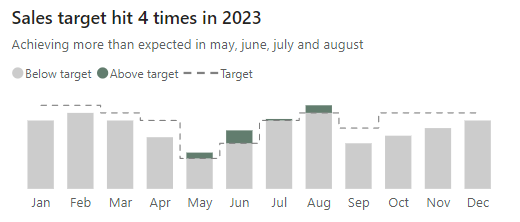 Sales target hit 4 times in 2023
Achieving more than expected in may, june, july and august
Below target Above target Target
Jan Feb Mar Apr May Jun Jul Aug Sep Oct Nov Dec